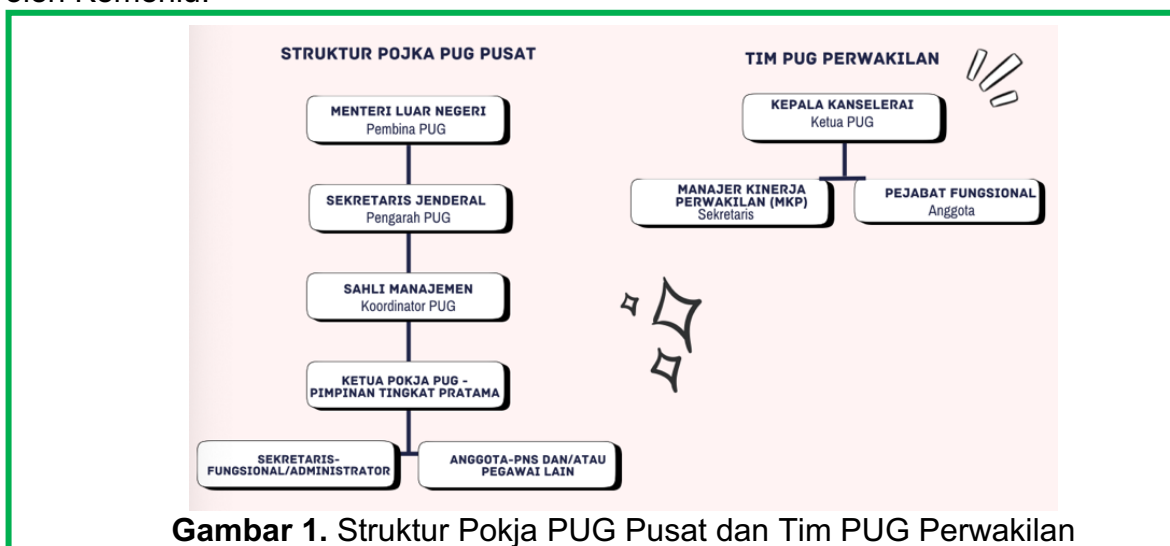 STRUKTUR POJKA PUG PUSAT
MENTERI LUAR NEGERI
Pembina PUG
SEKRETARIS JENDERAL
Pengarah PUG
SAHLI MANAJEMEN
Koordinator PUG
KETUA POKJA PUG -
PIMPINAN TINGKAT PRATAMA
SEKRETARIS-
FUNGSIONAL/ADMINISTRATOR
ANGGOTA-PNS DAN/ATAU
PEGAWAI LAIN
TIM PUG PERWAKILAN
KEPALA KANSELERAI
Ketua PUG
MANAJER KINERJA
PERWAKILAN (MKP)
Sekretaris
PEJABAT FUNGSIONAL
Anggota
Gambar 1. Struktur Pokja PUG Pusat dan Tim PUG Perwakilan